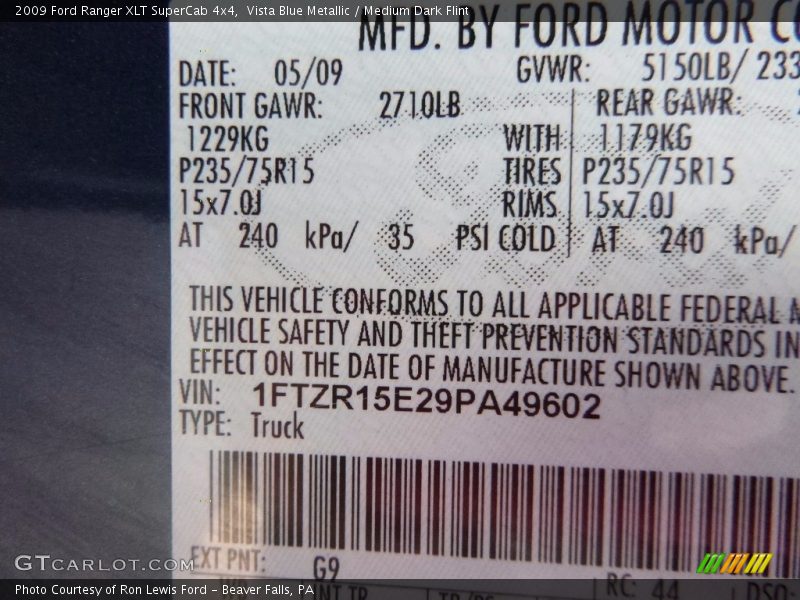 2009 Ford Ranger XLT SuperCab 4x4, Vista Blue Metallic / Medium Dark Flint
MFD. BY FORD MOTOR CO
DATE: 05/09 GVWR: 5150LB/ 233
FRONT GAWR: 2710LB REAR GAWR:
1229KG WITH 1179KG
P235/75R15 TIRES P235/75R15
15x7.0J RIMS 15x7.0J
AT 240 kPa/ 35 PSI COLD AT 240 kPa/
THIS VEHICLE CONFORMS TO ALL APPLICABLE FEDERAL M
VEHICLE SAFETY AND THEFT PREVENTION STANDARDS IN
EFFECT ON THE DATE OF MANUFACTURE SHOWN ABOVE.
VIN: 1FTZR15E29PA49602
TYPE: Truck
EXT PNT: G9
RC: 44 DSO:
GTCARLOT.COM
Photo Courtesy of Ron Lewis Ford - Beaver Falls, PA